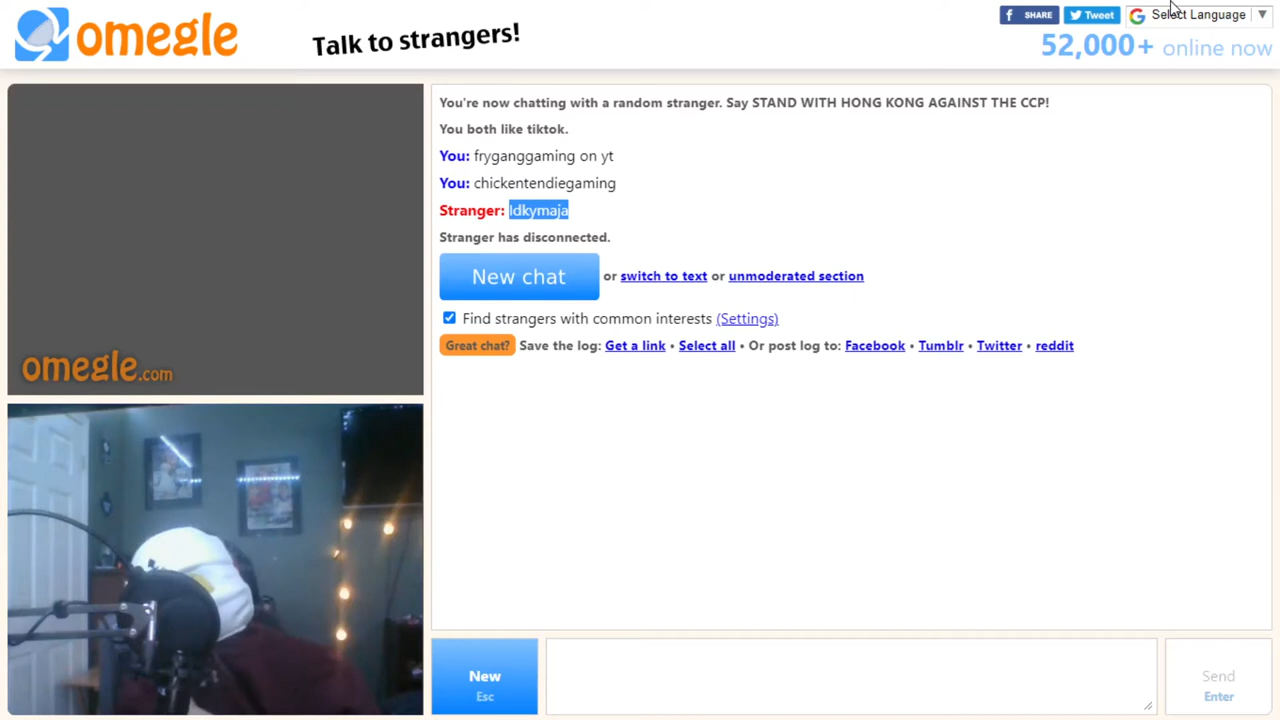 omegle
Talk to strangers!
SHARE
Tweet
G Select Language ▼
52,000+ online now
You're now chatting with a random stranger. Say STAND WITH HONG KONG AGAINST THE CCP!
You both like tiktok.
You: fryganggaming on yt
You: chickentendiegaming
Stranger: Idkymaja
Stranger has disconnected.
New chat or switch to text or unmoderated section
Find strangers with common interests (Settings)
Great chat? Save the log: Get a link • Select all • Or post log to: Facebook • Tumblr • Twitter • reddit
omegle.com
New
Esc
Send
Enter